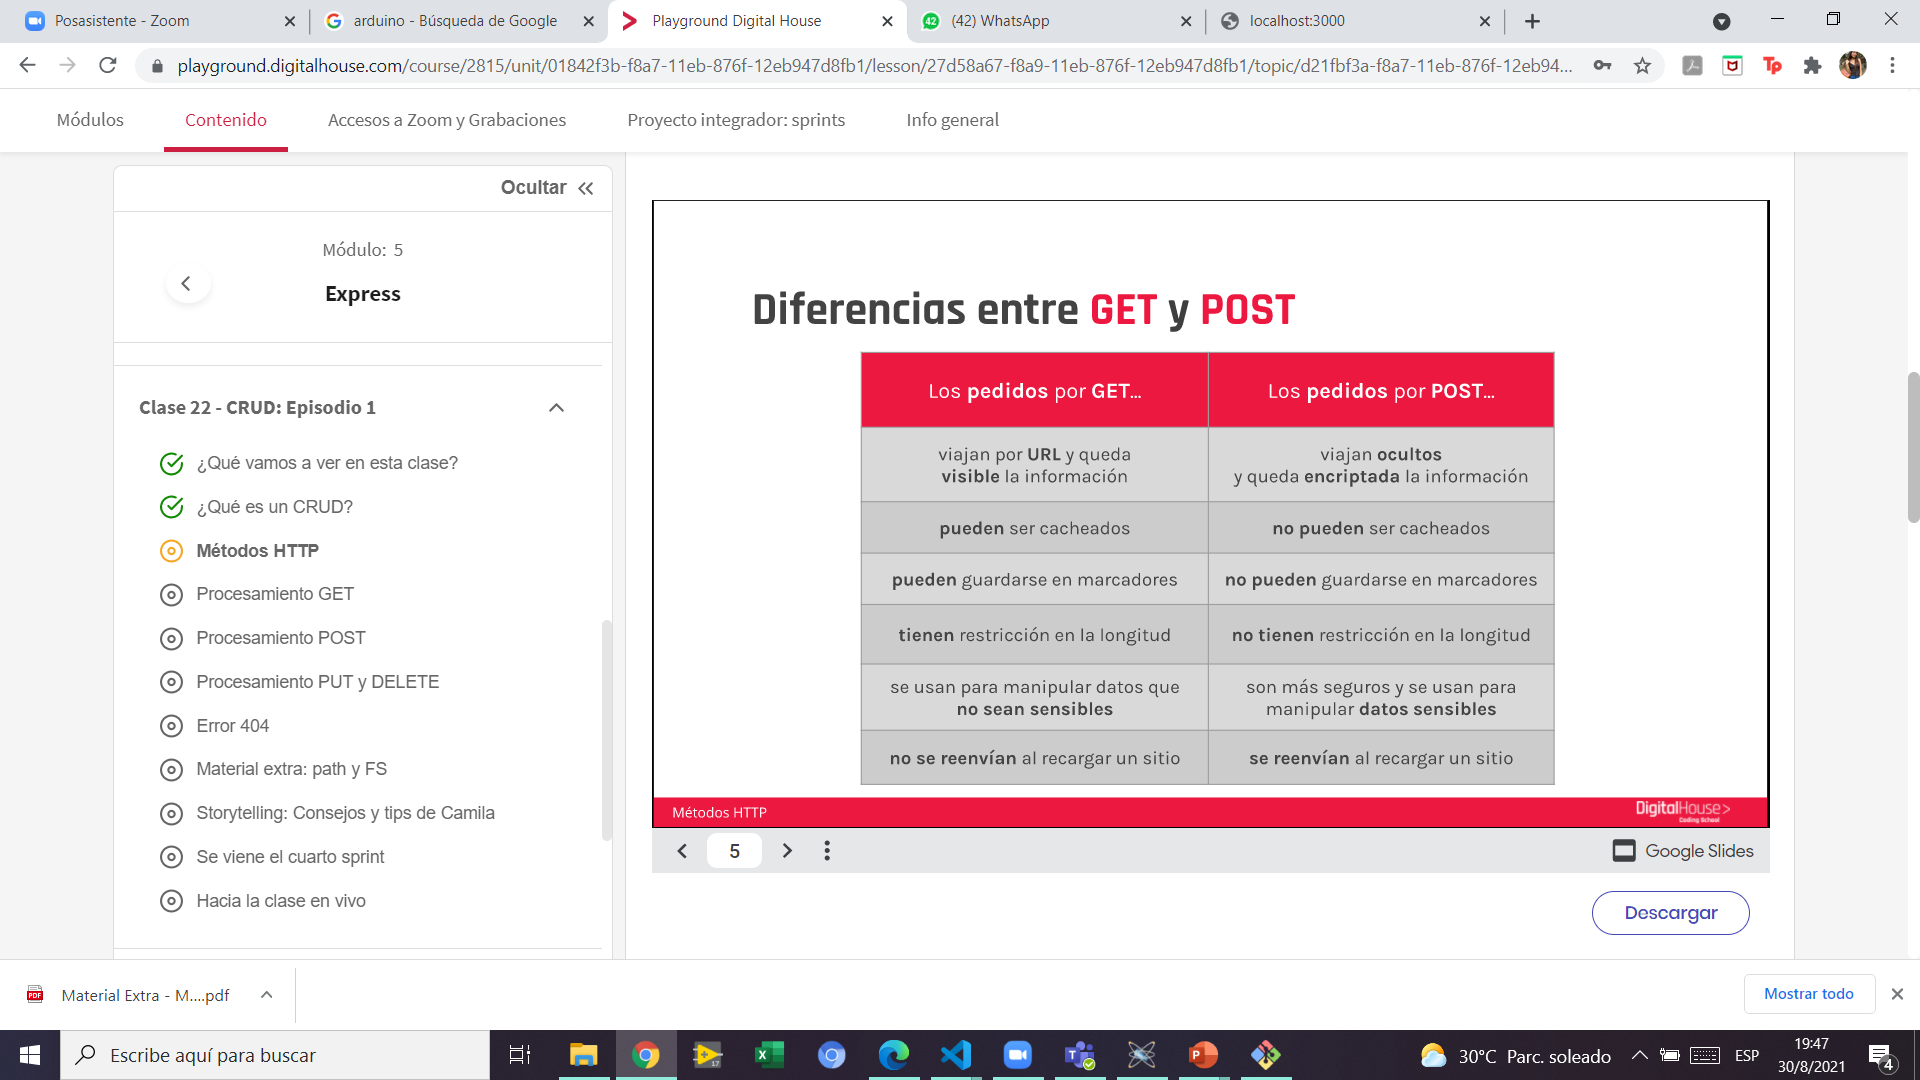 Posasistente - Zoom
arduino - Búsqueda de Google
Playground Digital House
(42) WhatsApp
localhost:3000
playground.digitalhouse.com/course/2815/unit/01842f3b-f8a7-11eb-876f-12eb947d8fb1/lesson/27d58a67-f8a9-11eb-876f-12eb947d8fb1/topic/d21fbf3a-f8a7-11eb-876f-12eb94...
Módulos
Contenido
Accesos a Zoom y Grabaciones
Proyecto integrador: sprints
Info general
Ocultar
Módulo: 5
Express
Clase 22 - CRUD: Episodio 1
¿Qué vamos a ver en esta clase?
¿Qué es un CRUD?
Métodos HTTP
Procesamiento GET
Procesamiento POST
Procesamiento PUT y DELETE
Error 404
Material extra: path y FS
Storytelling: Consejos y tips de Camila
Se viene el cuarto sprint
Hacia la clase en vivo
Diferencias entre GET y POST
Los pedidos por GET...
Los pedidos por POST...
viajan por URL y queda
visible la información
viajan ocultos
y queda encriptada la información
pueden ser cacheados
no pueden ser cacheados
pueden guardarse en marcadores
no pueden guardarse en marcadores
tienen restricción en la longitud
no tienen restricción en la longitud
se usan para manipular datos que
no sean sensibles
son más seguros y se usan para
manipular datos sensibles
no se reenvían al recargar un sitio
se reenvían al recargar un sitio
Métodos HTTP
DigitalHouse>
Coding School
5
Google Slides
Descargar
Material Extra - M....pdf
Mostrar todo
Escribe aquí para buscar
30°C Parc. soleado
ESP
19:47
30/8/2021
4